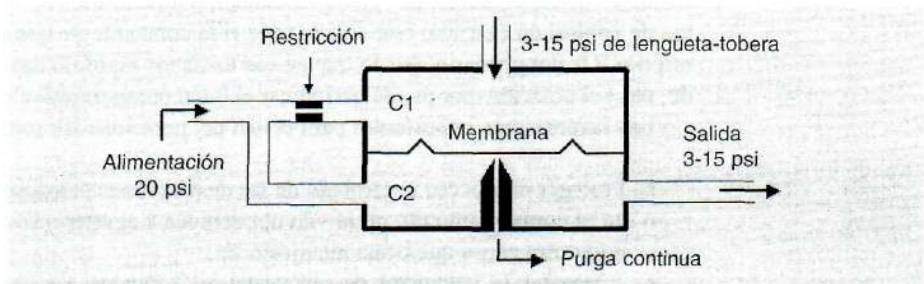 Restricción
3-15 psi de lengüeta-tobera
C1
Membrana
Alimentación
20 psi
C2
Salida
3-15 psi
Purga continua